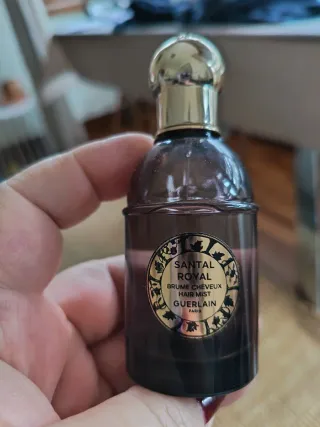 SANTAL
ROYAL
BRUME CHEVEUX
HAIR MIST
GUERLAIN
PARIS